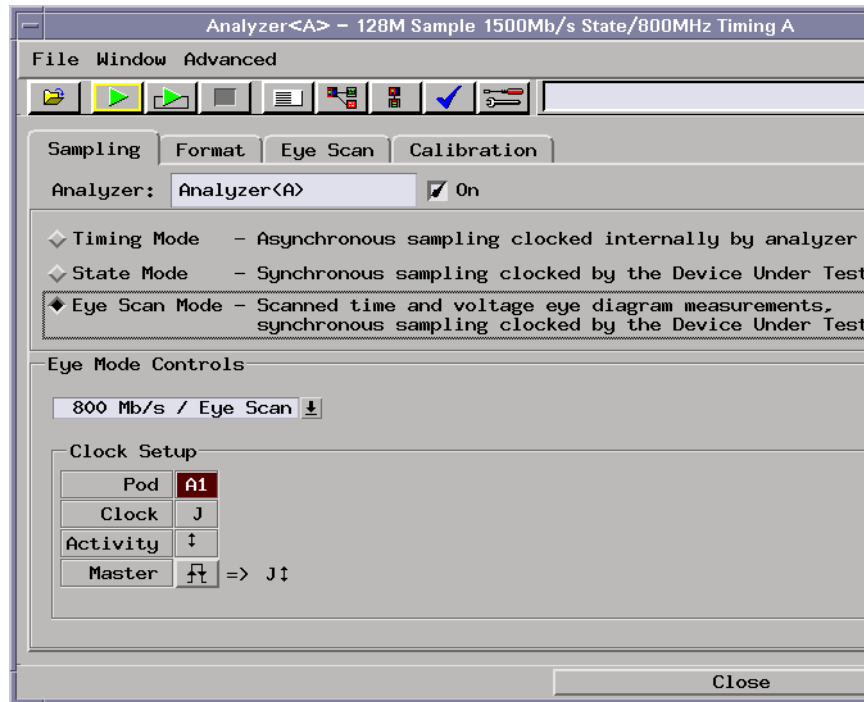 Analyzer<A> – 128M Sample 1500Mb/s State/800MHz Timing A
File Window Advanced
Sampling Format Eye Scan Calibration
Analyzer: Analyzer<A> On
Timing Mode – Asynchronous sampling clocked internally by analyzer
State Mode – Synchronous sampling clocked by the Device Under Test
Eye Scan Mode – Scanned time and voltage eye diagram measurements,
synchronous sampling clocked by the Device Under Test
Eye Mode Controls
800 Mb/s / Eye Scan
Clock Setup
Pod A1
Clock J
Activity ↕
Master => J↕
Close